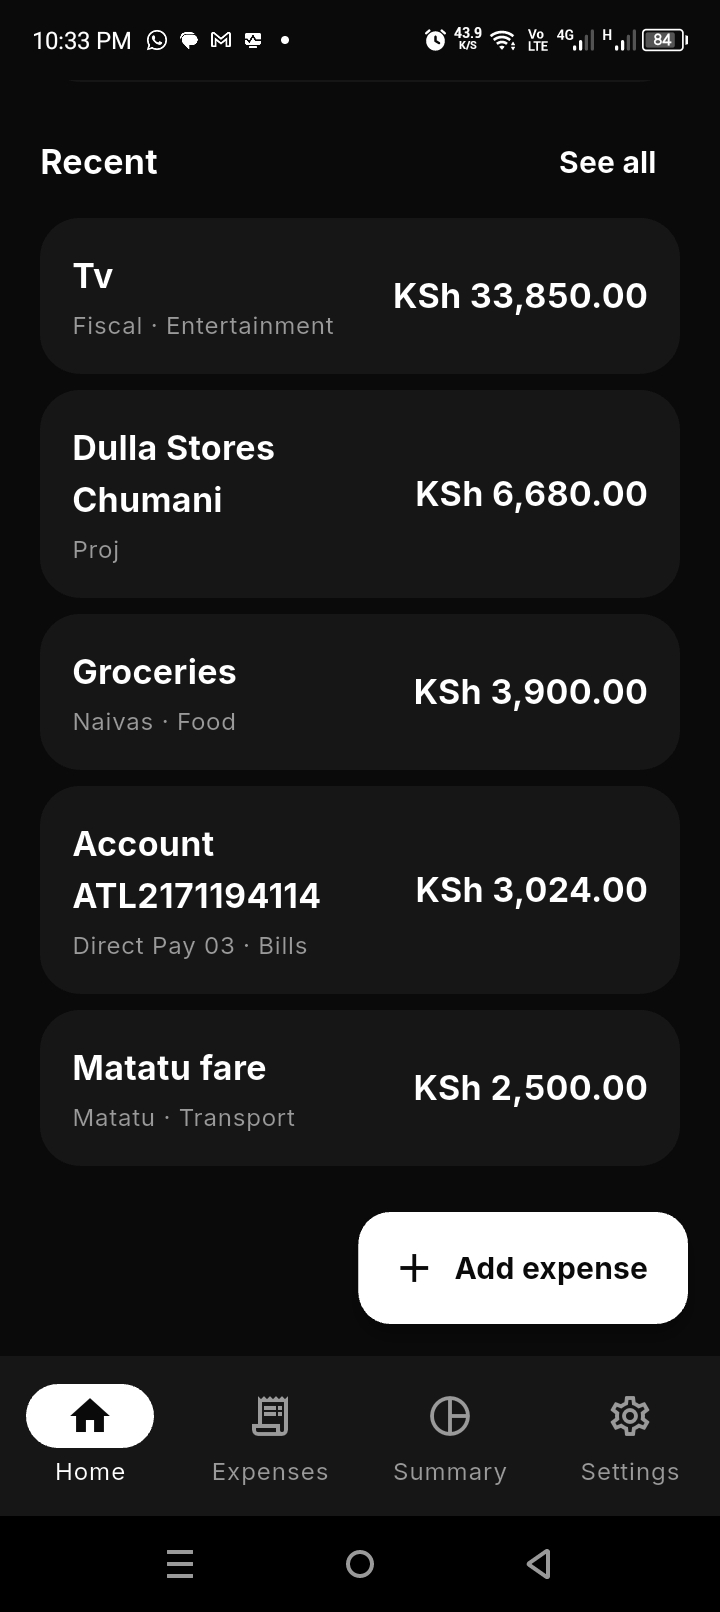 10:33 PM
43.9
K/S
Vo
LTE
4G
H
84
Recent
See all
Tv
KSh 33,850.00
Fiscal · Entertainment
Dulla Stores
Chumani
KSh 6,680.00
Proj
Groceries
KSh 3,900.00
Naivas · Food
Account
ATL2171194114
KSh 3,024.00
Direct Pay 03 · Bills
Matatu fare
KSh 2,500.00
Matatu · Transport
Add expense
Home
Expenses
Summary
Settings